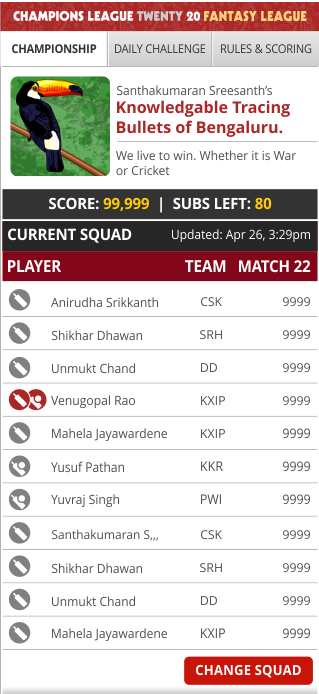 CHAMPIONS LEAGUE TWENTY 20 FANTASY LEAGUE
CHAMPIONSHIP DAILY CHALLENGE RULES & SCORING
Santhakumaran Sreesanth's
Knowledgable Tracing
Bullets of Bengaluru.
We live to win. Whether it is War
or Cricket
SCORE: 99,999 | SUBS LEFT: 80
CURRENT SQUAD Updated: Apr 26, 3:29pm
PLAYER TEAM MATCH 22
Anirudha Srikkanth CSK 9999
Shikhar Dhawan SRH 9999
Unmukt Chand DD 9999
Venugopal Rao KXIP 9999
Mahela Jayawardene KXIP 9999
Yusuf Pathan KKR 9999
Yuvraj Singh PWI 9999
Santhakumaran S,,, CSK 9999
Shikhar Dhawan SRH 9999
Unmukt Chand DD 9999
Mahela Jayawardene KXIP 9999
CHANGE SQUAD